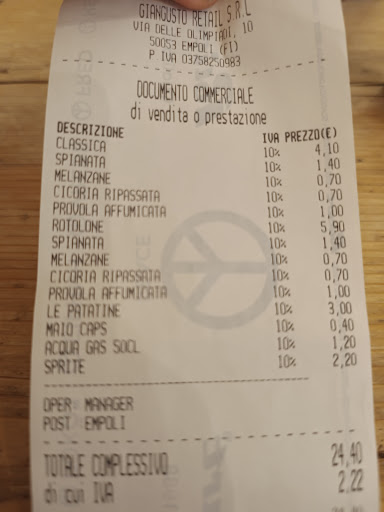 GIANGUSTO RETAIL S.R.L
VIA DELLE OLIMPIADI, 10
50053 EMPOLI (FI)
P IVA 03758250983
DOCUMENTO COMMERCIALE
di vendita o prestazione
DESCRIZIONE IVA PREZZO(€)
CLASSICA 10% 4,10
SPIANATA 10% 1,40
MELANZANE 10% 0,70
CICORIA RIPASSATA 10% 0,70
PROVOLA AFFUMICATA 10% 1,00
ROTOLONE 10% 5,90
SPIANATA 10% 1,40
MELANZANE 10% 0,70
CICORIA RIPASSATA 10% 0,70
PROVOLA AFFUMICATA 10% 1,00
LE PATATINE 10% 3,00
MAIO CAPS 10% 0,40
ACQUA GAS 50CL 10% 1,20
SPRITE 10% 2,20
OPER MANAGER
POST EMPOLI
TOTALE COMPLESSIVO 24,40
di cui IVA 2,22